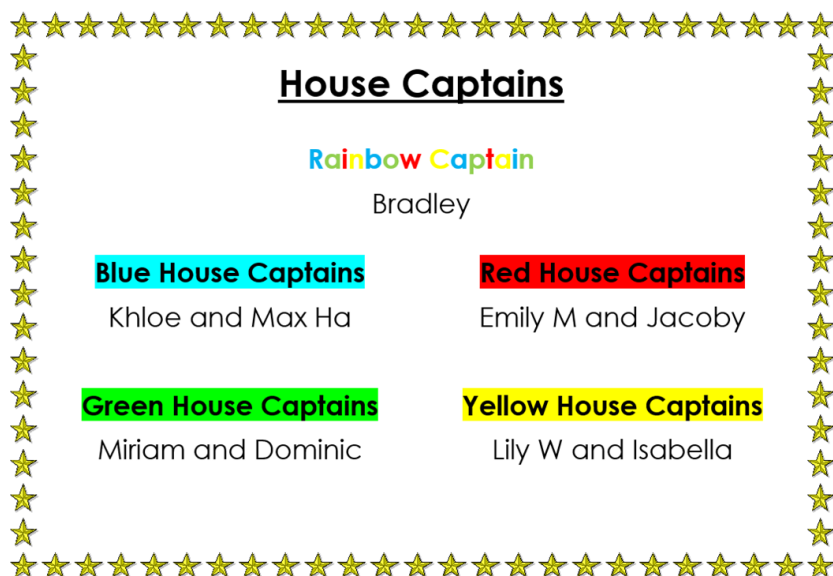 House Captains
Rainbow Captain
Bradley
Blue House Captains
Khloe and Max Ha
Red House Captains
Emily M and Jacoby
Green House Captains
Miriam and Dominic
Yellow House Captains
Lily W and Isabella